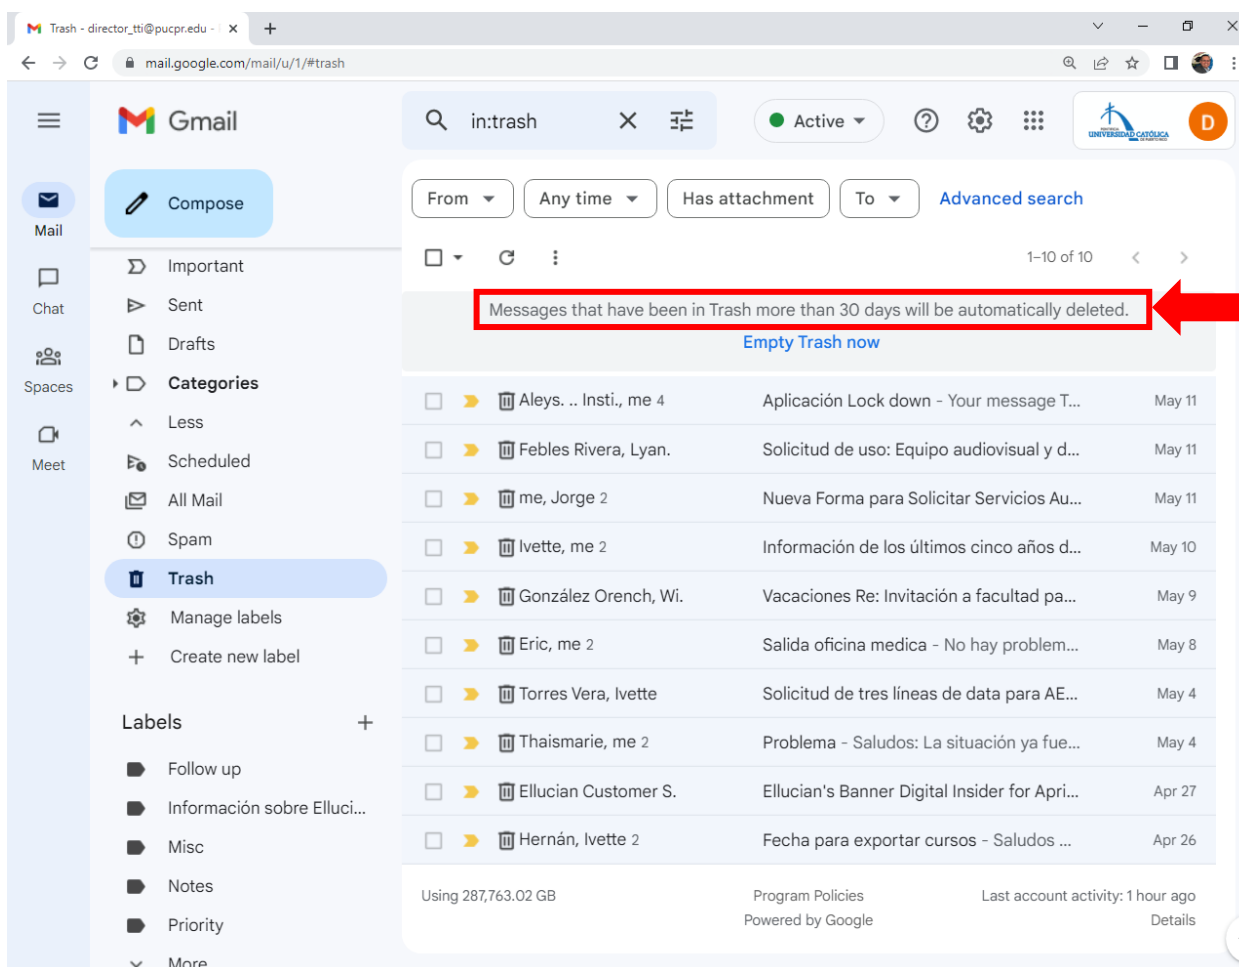 Trash - director_tti@pucpr.edu -
mail.google.com/mail/u/1/#trash
Gmail
in:trash
Active
UNIVERSIDAD CATÓLICA
D
Compose
Mail
Chat
Spaces
Meet
Important
Sent
Drafts
Categories
Less
Scheduled
All Mail
Spam
Trash
Manage labels
Create new label
Labels
Follow up
Información sobre Elluci...
Misc
Notes
Priority
More
From Any time Has attachment To Advanced search
1–10 of 10
Messages that have been in Trash more than 30 days will be automatically deleted.
Empty Trash now
Aleys. .. Insti., me 4 Aplicación Lock down - Your message T... May 11
Febles Rivera, Lyan. Solicitud de uso: Equipo audiovisual y d... May 11
me, Jorge 2 Nueva Forma para Solicitar Servicios Au... May 11
Ivette, me 2 Información de los últimos cinco años d... May 10
González Orench, Wi. Vacaciones Re: Invitación a facultad pa... May 9
Eric, me 2 Salida oficina medica - No hay problem... May 8
Torres Vera, Ivette Solicitud de tres líneas de data para AE... May 4
Thaismarie, me 2 Problema - Saludos: La situación ya fue... May 4
Ellucian Customer S. Ellucian's Banner Digital Insider for Apri... Apr 27
Hernán, Ivette 2 Fecha para exportar cursos - Saludos ... Apr 26
Using 287,763.02 GB
Program Policies
Powered by Google
Last account activity: 1 hour ago
Details